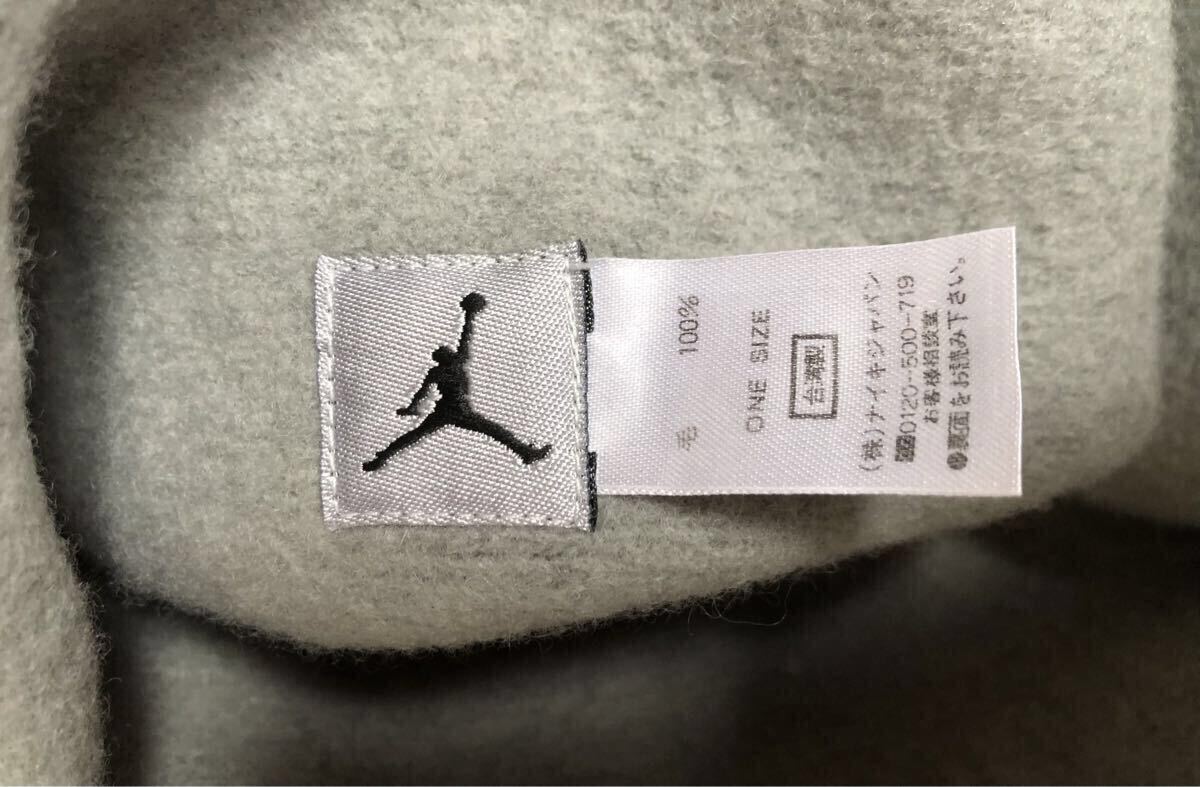 毛 100%
ONE SIZE
台湾製
(株)ナイキジャパン
0120-500-719
お客様相談室
●裏面をお読み下さい。